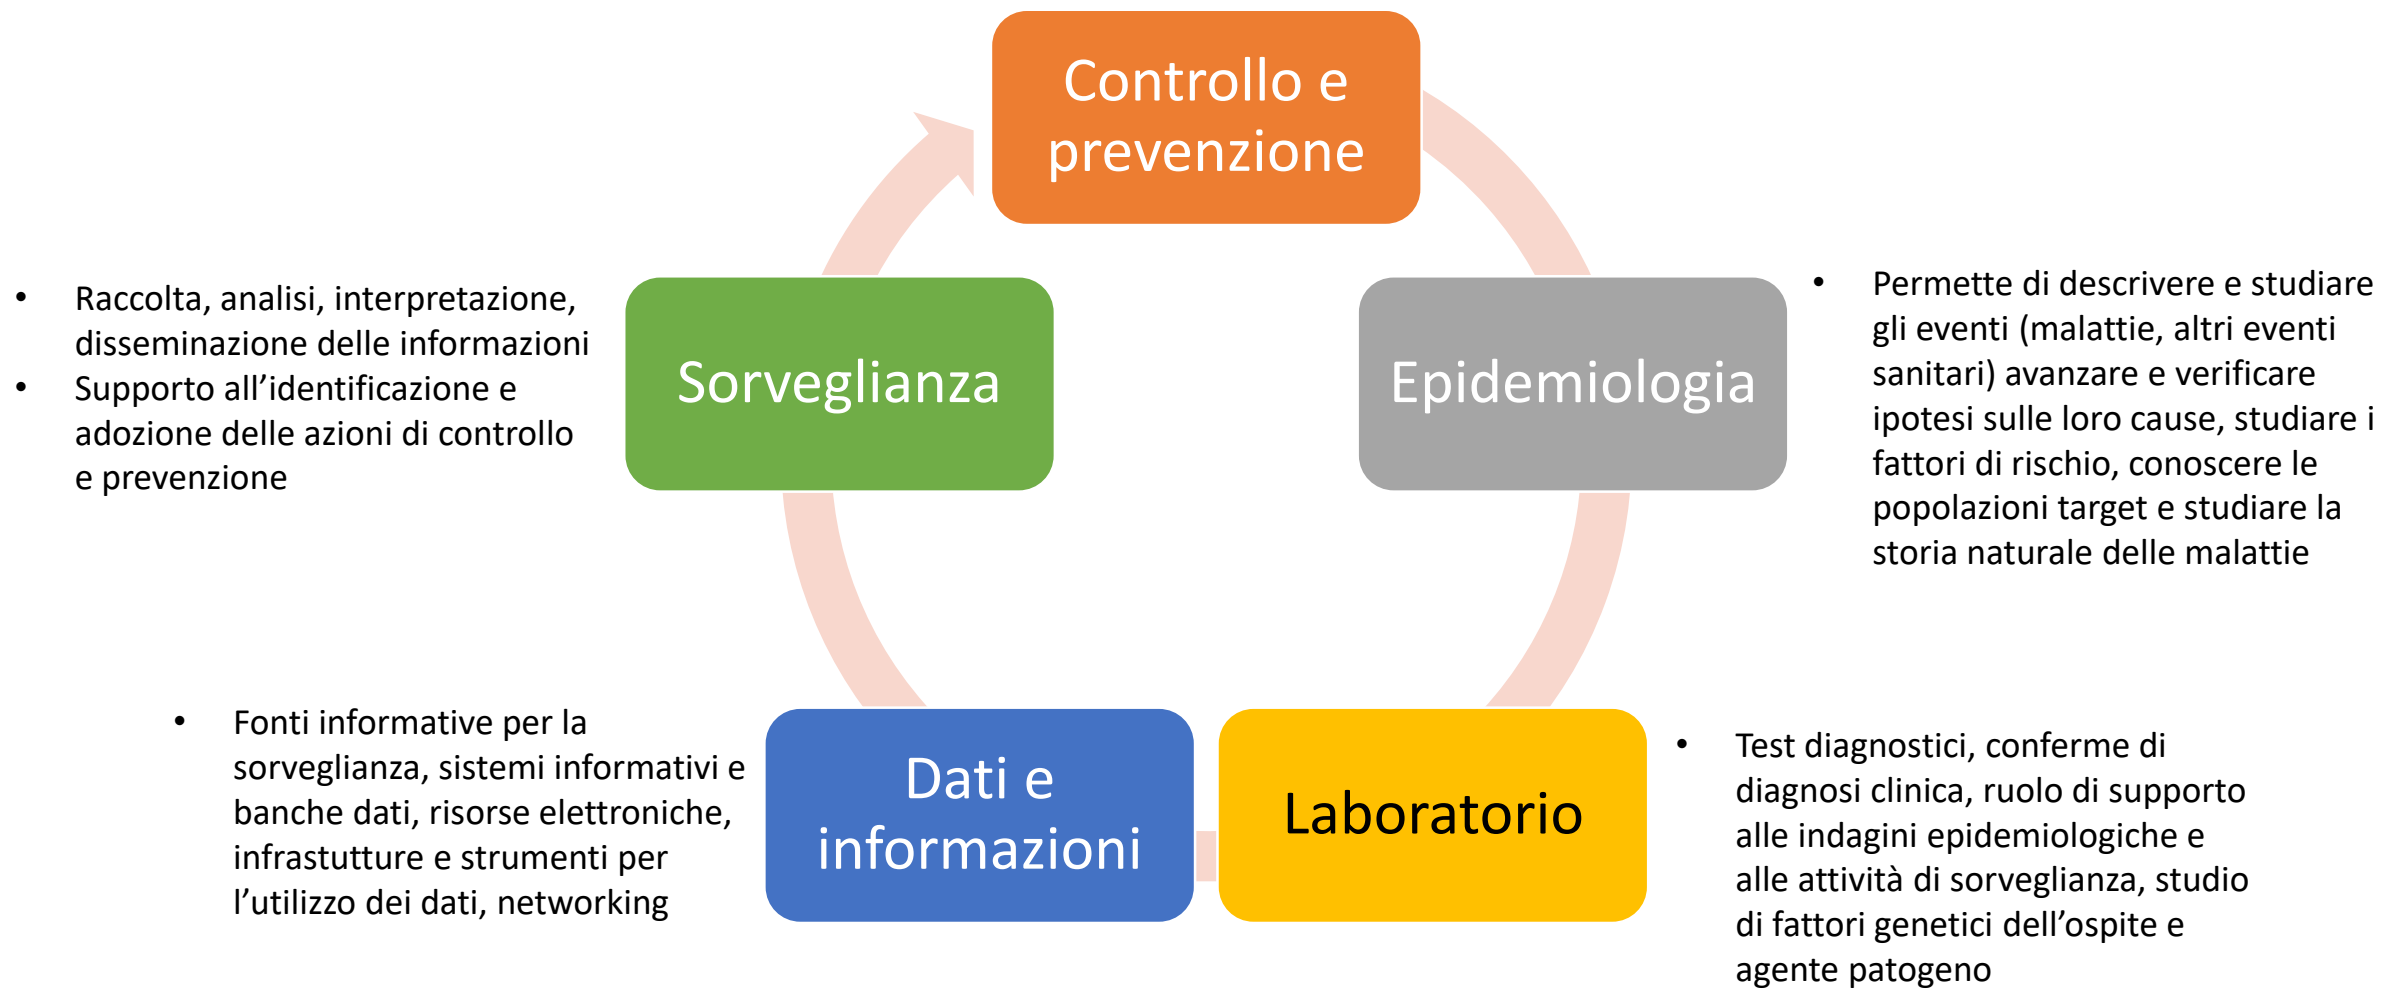 Controllo e
prevenzione
• Raccolta, analisi, interpretazione,
disseminazione delle informazioni
• Supporto all’identificazione e
adozione delle azioni di controllo
e prevenzione
Sorveglianza
Epidemiologia
• Permette di descrivere e studiare
gli eventi (malattie, altri eventi
sanitari) avanzare e verificare
ipotesi sulle loro cause, studiare i
fattori di rischio, conoscere le
popolazioni target e studiare la
storia naturale delle malattie
• Fonti informative per la
sorveglianza, sistemi informativi e
banche dati, risorse elettroniche,
infrastutture e strumenti per
l’utilizzo dei dati, networking
Dati e
informazioni
Laboratorio
• Test diagnostici, conferme di
diagnosi clinica, ruolo di supporto
alle indagini epidemiologiche e
alle attività di sorveglianza, studio
di fattori genetici dell’ospite e
agente patogeno